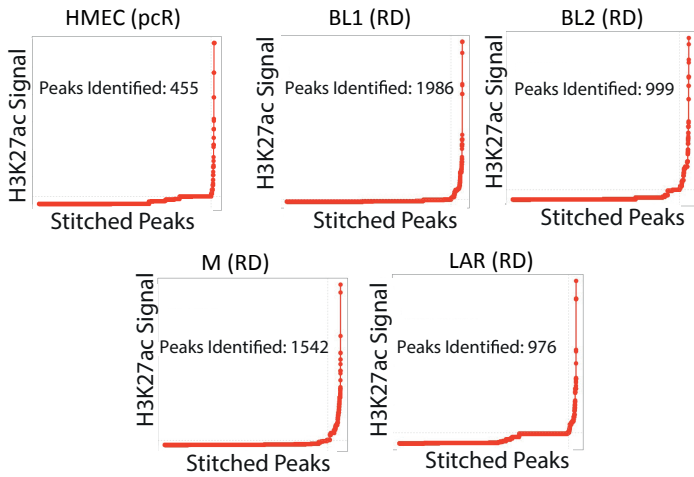 HMEC (pcR)
H3K27ac Signal
Peaks Identified: 455
Stitched Peaks
BL1 (RD)
H3K27ac Signal
Peaks Identified: 1986
Stitched Peaks
BL2 (RD)
H3K27ac Signal
Peaks Identified: 999
Stitched Peaks
M (RD)
H3K27ac Signal
Peaks Identified: 1542
Stitched Peaks
LAR (RD)
H3K27ac Signal
Peaks Identified: 976
Stitched Peaks